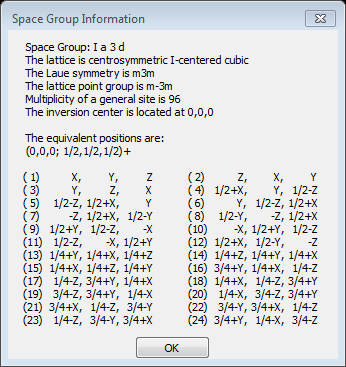 Space Group Information
Space Group: I a 3 d
The lattice is centrosymmetric I-centered cubic
The Laue symmetry is m3m
The lattice point group is m-3m
Multiplicity of a general site is 96
The inversion center is located at 0,0,0
The equivalent positions are:
(0,0,0; 1/2,1/2,1/2)+
( 1) X, Y, Z ( 2) Z, X, Y
( 3) Y, Z, X ( 4) 1/2+X, Y, 1/2-Z
( 5) 1/2-Z, 1/2+X, Y ( 6) Y, 1/2-Z, 1/2+X
( 7) -Z, 1/2+X, 1/2-Y ( 8) 1/2-Y, -Z, 1/2+X
( 9) 1/2+Y, 1/2-Z, -X (10) -X, 1/2+Y, 1/2-Z
(11) 1/2-Z, -X, 1/2+Y (12) 1/2+X, 1/2-Y, -Z
(13) 1/4+Y, 1/4+X, 1/4+Z (14) 1/4+Z, 1/4+Y, 1/4+X
(15) 1/4+X, 1/4+Z, 1/4+Y (16) 3/4+Y, 1/4+X, 1/4-Z
(17) 1/4-Z, 3/4+Y, 1/4+X (18) 1/4+X, 1/4-Z, 3/4+Y
(19) 3/4-Z, 3/4+Y, 1/4-X (20) 1/4-X, 3/4-Z, 3/4+Y
(21) 3/4+X, 1/4-Z, 3/4-Y (22) 3/4-Y, 3/4+X, 1/4-Z
(23) 1/4-Z, 3/4-Y, 3/4+X (24) 3/4+Y, 1/4-X, 3/4-Z
OK